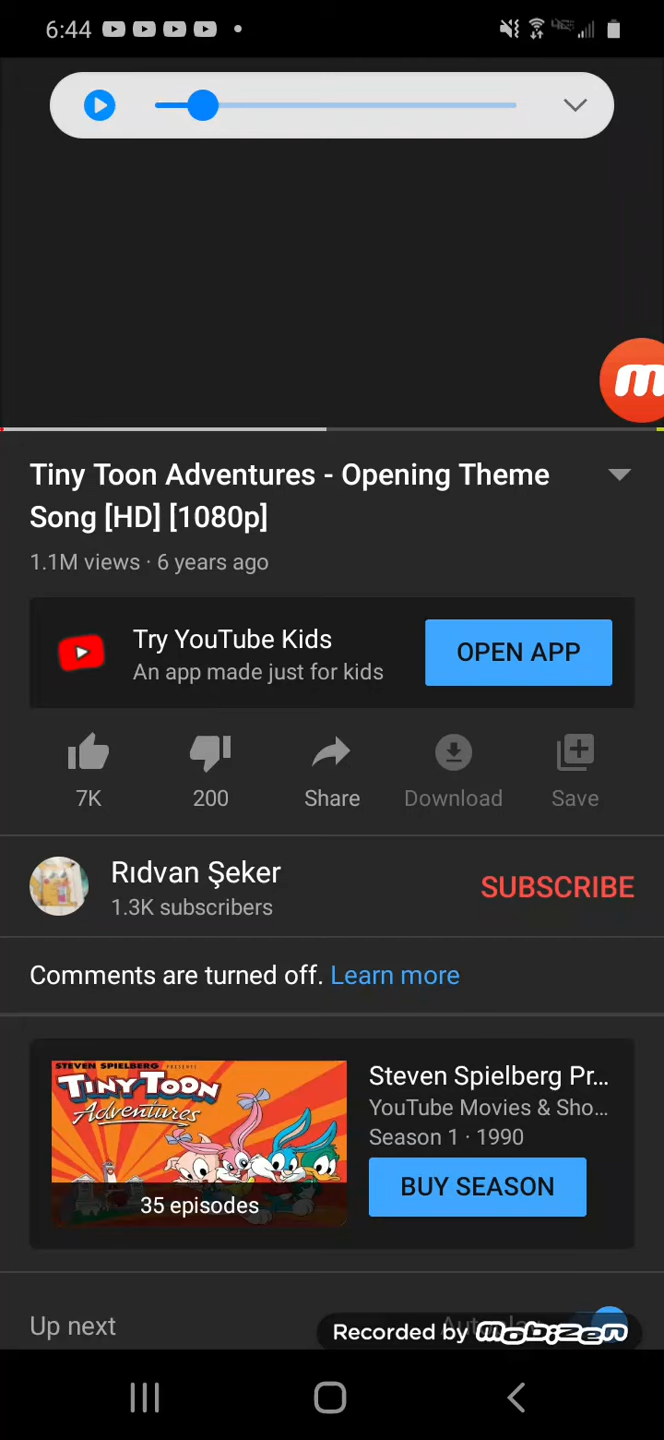 6:44
Tiny Toon Adventures - Opening Theme
Song [HD] [1080p]
1.1M views · 6 years ago
Try YouTube Kids
An app made just for kids
OPEN APP
7K
200
Share
Download
Save
Rıdvan Şeker
1.3K subscribers
SUBSCRIBE
Comments are turned off. Learn more
STEVEN SPIELBERG PRESENTS
TINY TOON
Adventures
35 episodes
Steven Spielberg Pr...
YouTube Movies & Sho...
Season 1 · 1990
BUY SEASON
Up next
Recorded by mobizen